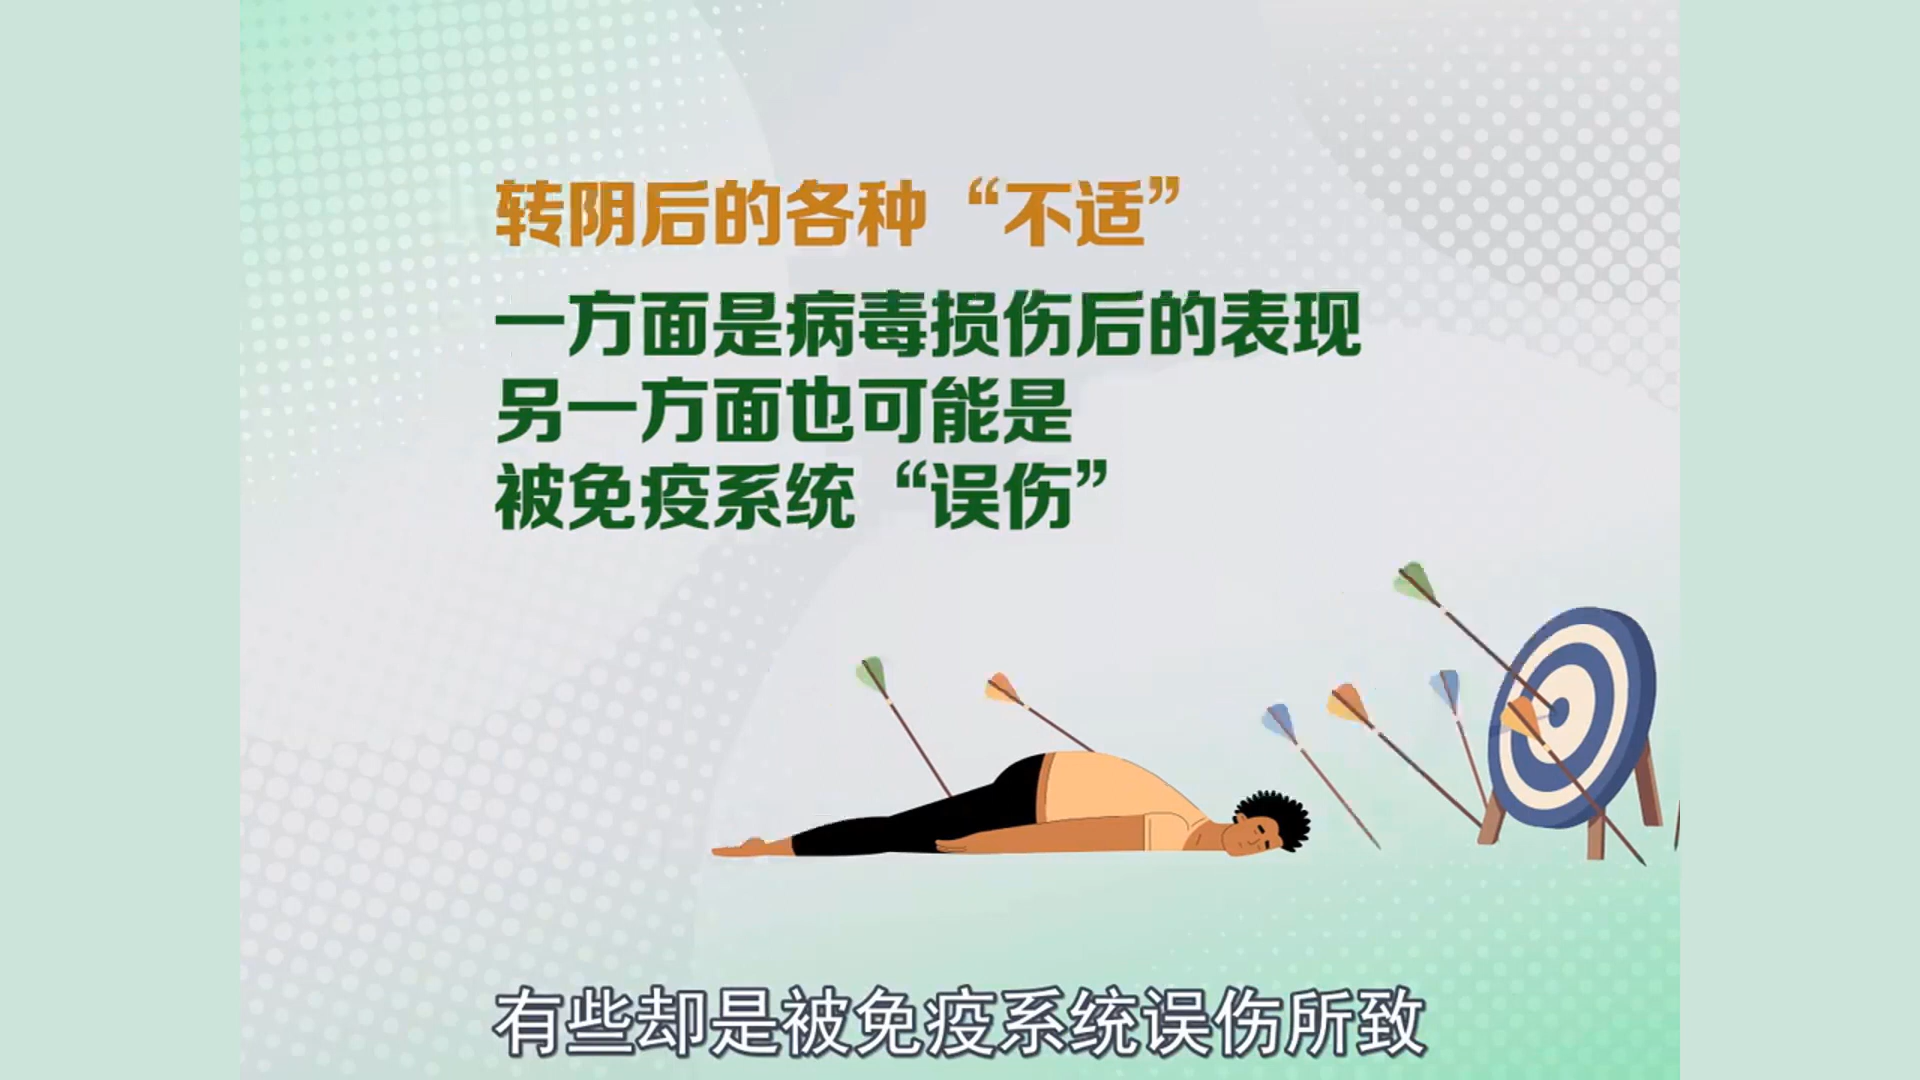 转阴后的各种“不适”
一方面是病毒损伤后的表现
另一方面也可能是
被免疫系统“误伤”
有些却是被免疫系统误伤所致